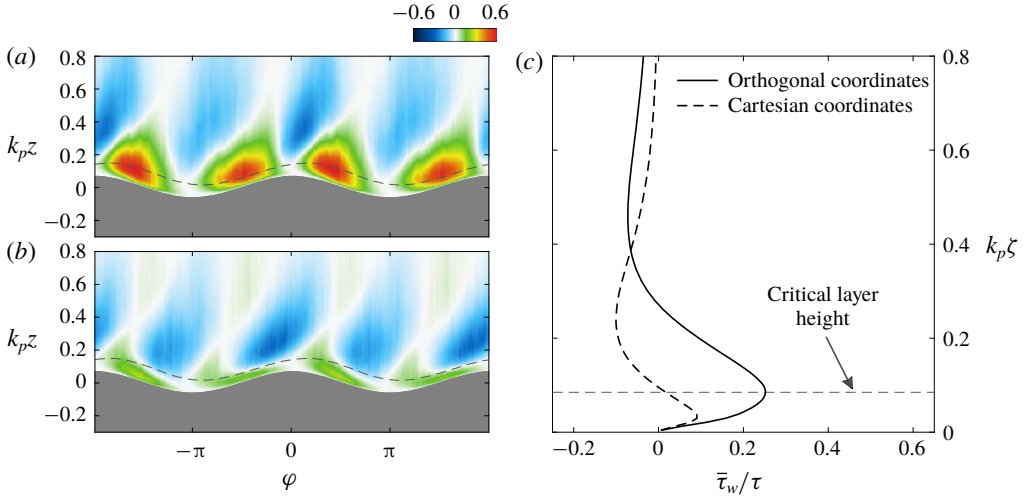 −0.6 0 0.6
(a)
0.8
0.6
0.4
k_p z
0.2
0
−0.2
(b)
0.8
0.6
0.4
k_p z
0.2
0
−0.2
−π 0 π
φ
(c)
Orthogonal coordinates
Cartesian coordinates
Critical layer
height
0.8
0.6
0.4 k_p ζ
0.2
0
−0.2 0 0.2 0.4 0.6
τ̅_w/τ